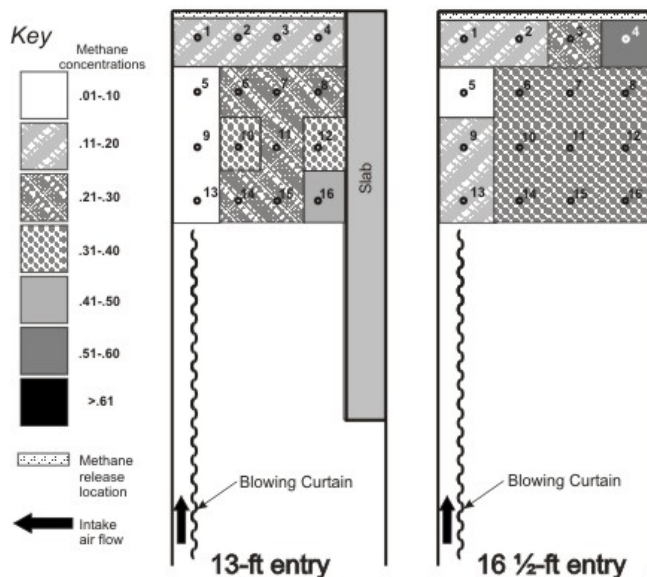 Key
Methane
concentrations
.01-.10
.11-.20
.21-.30
.31-.40
.41-.50
.51-.60
>.61
Methane
release
location
Intake
air flow
1 2 3 4
5 6 7 8
9 10 11 12
13 14 15 16
Slab
Blowing Curtain
13-ft entry
1 2 3 4
5 6 7 8
9 10 11 12
13 14 15 16
Blowing Curtain
16 ½-ft entry